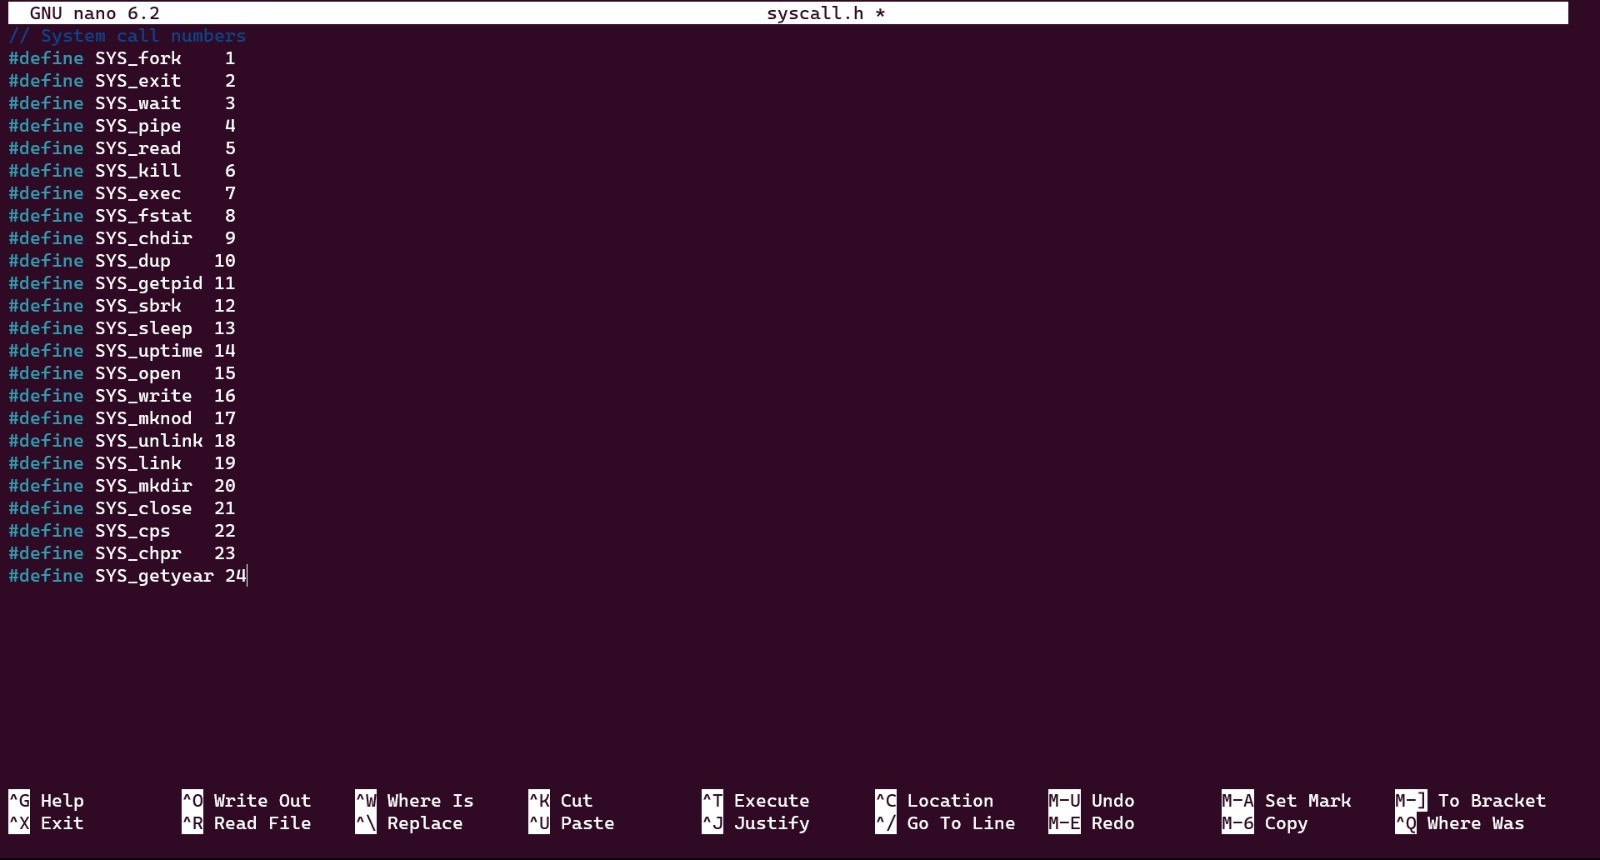 GNU nano 6.2 syscall.h *
// System call numbers
#define SYS_fork 1
#define SYS_exit 2
#define SYS_wait 3
#define SYS_pipe 4
#define SYS_read 5
#define SYS_kill 6
#define SYS_exec 7
#define SYS_fstat 8
#define SYS_chdir 9
#define SYS_dup 10
#define SYS_getpid 11
#define SYS_sbrk 12
#define SYS_sleep 13
#define SYS_uptime 14
#define SYS_open 15
#define SYS_write 16
#define SYS_mknod 17
#define SYS_unlink 18
#define SYS_link 19
#define SYS_mkdir 20
#define SYS_close 21
#define SYS_cps 22
#define SYS_chpr 23
#define SYS_getyear 24
^G Help ^O Write Out ^W Where Is ^K Cut ^T Execute ^C Location M-U Undo M-A Set Mark M-] To Bracket
^X Exit ^R Read File ^\ Replace ^U Paste ^J Justify ^/ Go To Line M-E Redo M-6 Copy ^Q Where Was